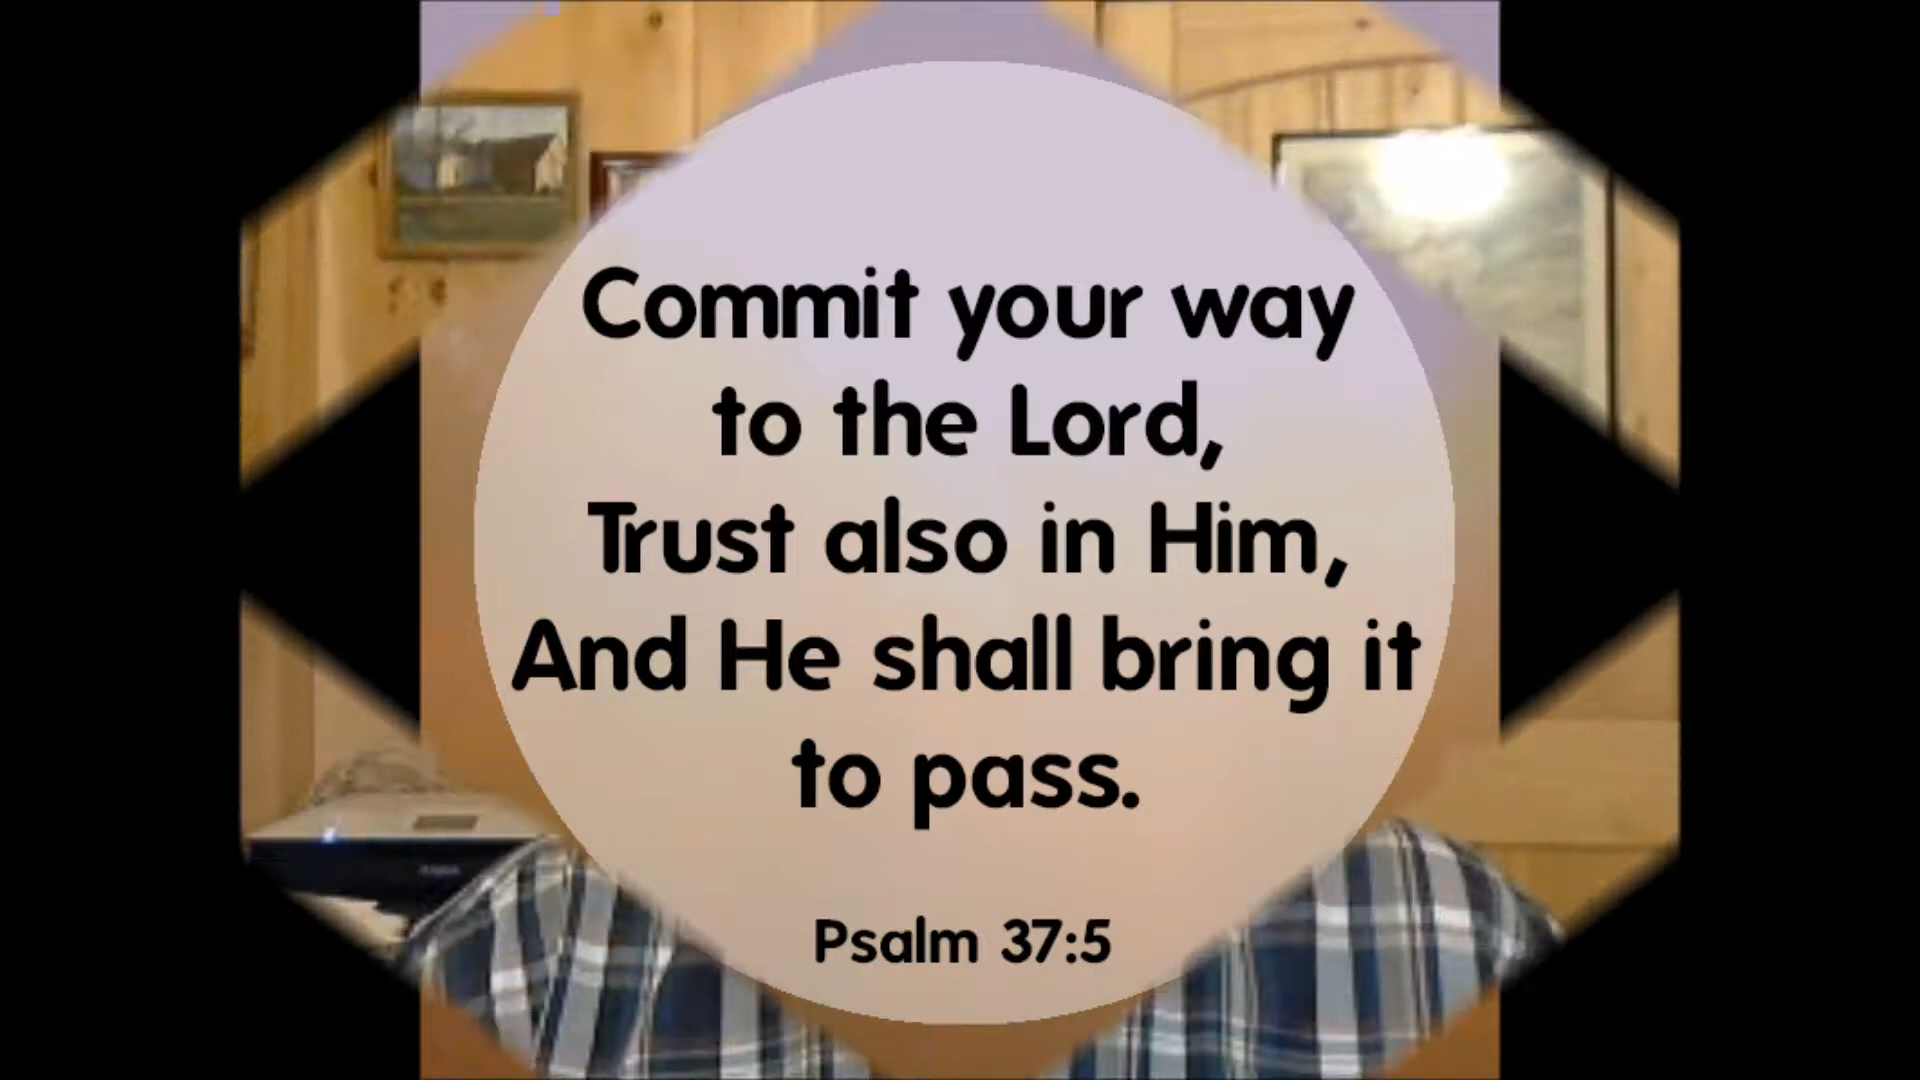 Commit your way
to the Lord,
Trust also in Him,
And He shall bring it
to pass.
Psalm 37:5